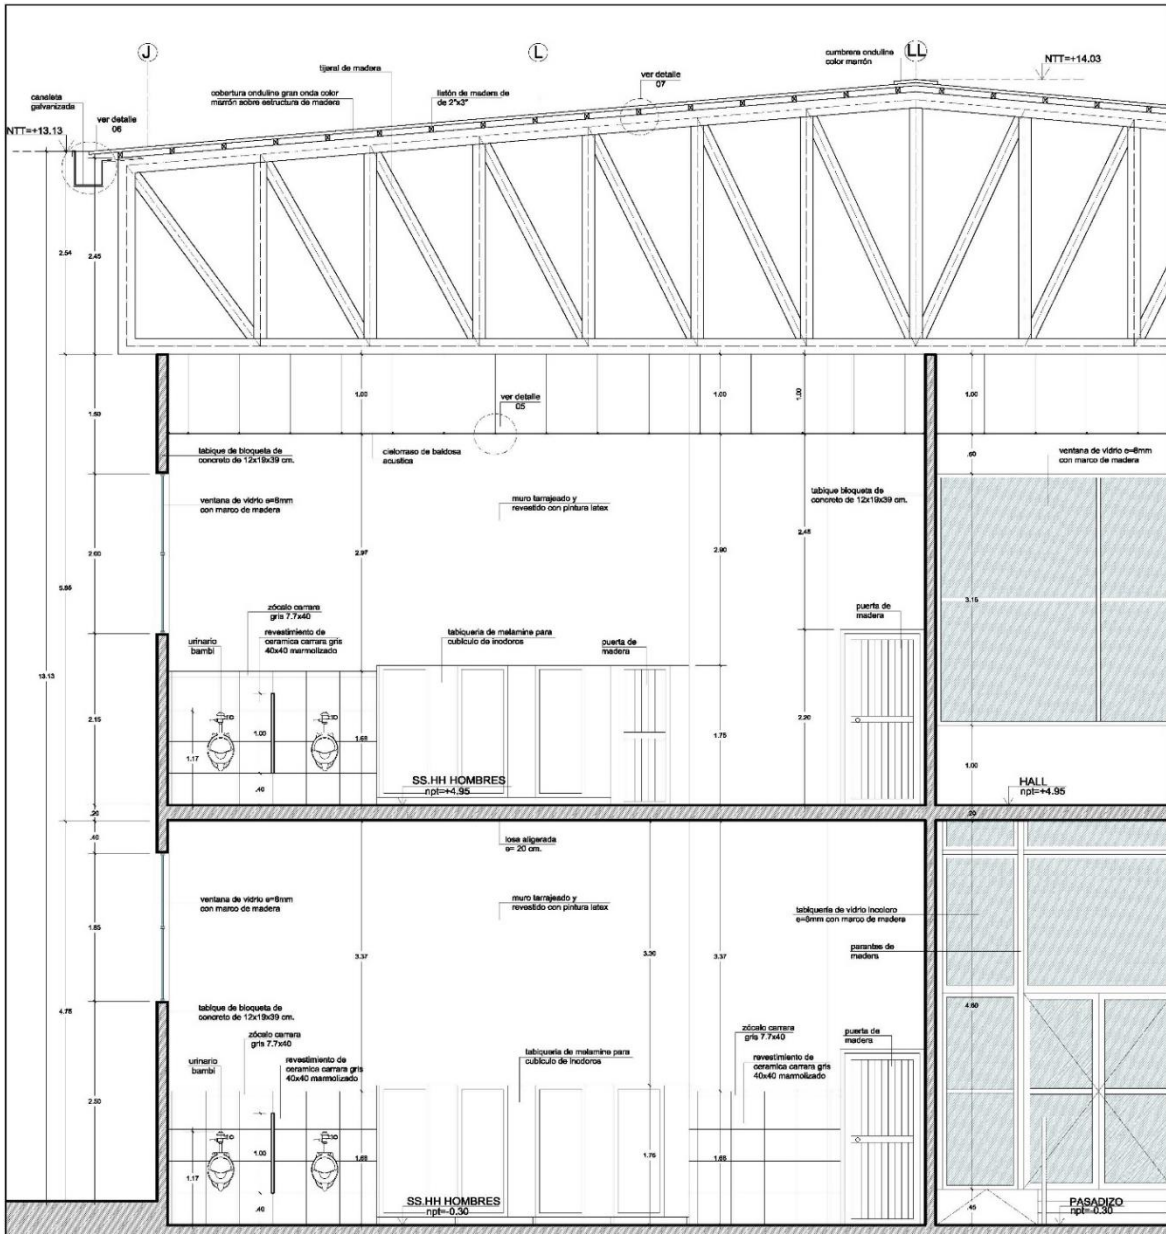 J
L
LL
cumbrera onduline
color marrón
NTT=+14.03
tijeral de madera
ver detalle
07
canaleta
galvanizada
cobertura onduline gran onda color
marrón sobre estructura de madera
listón de madera de
de 2"x3"
ver detalle
06
NTT=+13.13
2.54
2.45
1.00
1.00
1.00
1.00
ver detalle
05
1.50
tabique de bloqueta de
concreto de 12x19x39 cm.
cielorraso de baldosa
acustica
.60
ventana de vidrio e=6mm
con marco de madera
ventana de vidrio e=6mm
con marco de madera
muro tarrajeado y
revestido con pintura latex
tabique bloqueta de
concreto de 12x19x39 cm.
2.45
2.00
2.97
2.90
5.65
3.15
zócalo carrara
gris 7.7x40
puerta de
madera
urinario
bambi
revestimiento de
ceramica carrara gris
40x40 marmolizado
tabiqueria de melamine para
cubiculo de inodoros
puerta de
madera
13.13
2.15
1.00
1.17
1.65
1.75
2.20
1.00
.40
SS.HH HOMBRES
npt=+4.95
HALL
npt=+4.95
.20
.20
.40
losa aligerada
e= 20 cm.
ventana de vidrio e=6mm
con marco de madera
muro tarrajeado y
revestido con pintura latex
tabiqueria de vidrio incoloro
e=8mm con marco de madera
1.85
parantes de
madera
3.37
3.30
3.37
4.75
4.60
tabique de bloqueta de
concreto de 12x19x39 cm.
zócalo carrara
gris 7.7x40
zócalo carrara
gris 7.7x40
puerta de
madera
urinario
bambi
revestimiento de
ceramica carrara gris
40x40 marmolizado
tabiqueria de melamine para
cubiculo de inodoros
revestimiento de
ceramica carrara gris
40x40 marmolizado
2.50
1.00
1.17
1.65
1.75
1.65
.40
SS.HH HOMBRES
npt=-0.30
.45
PASADIZO
npt=-0.30